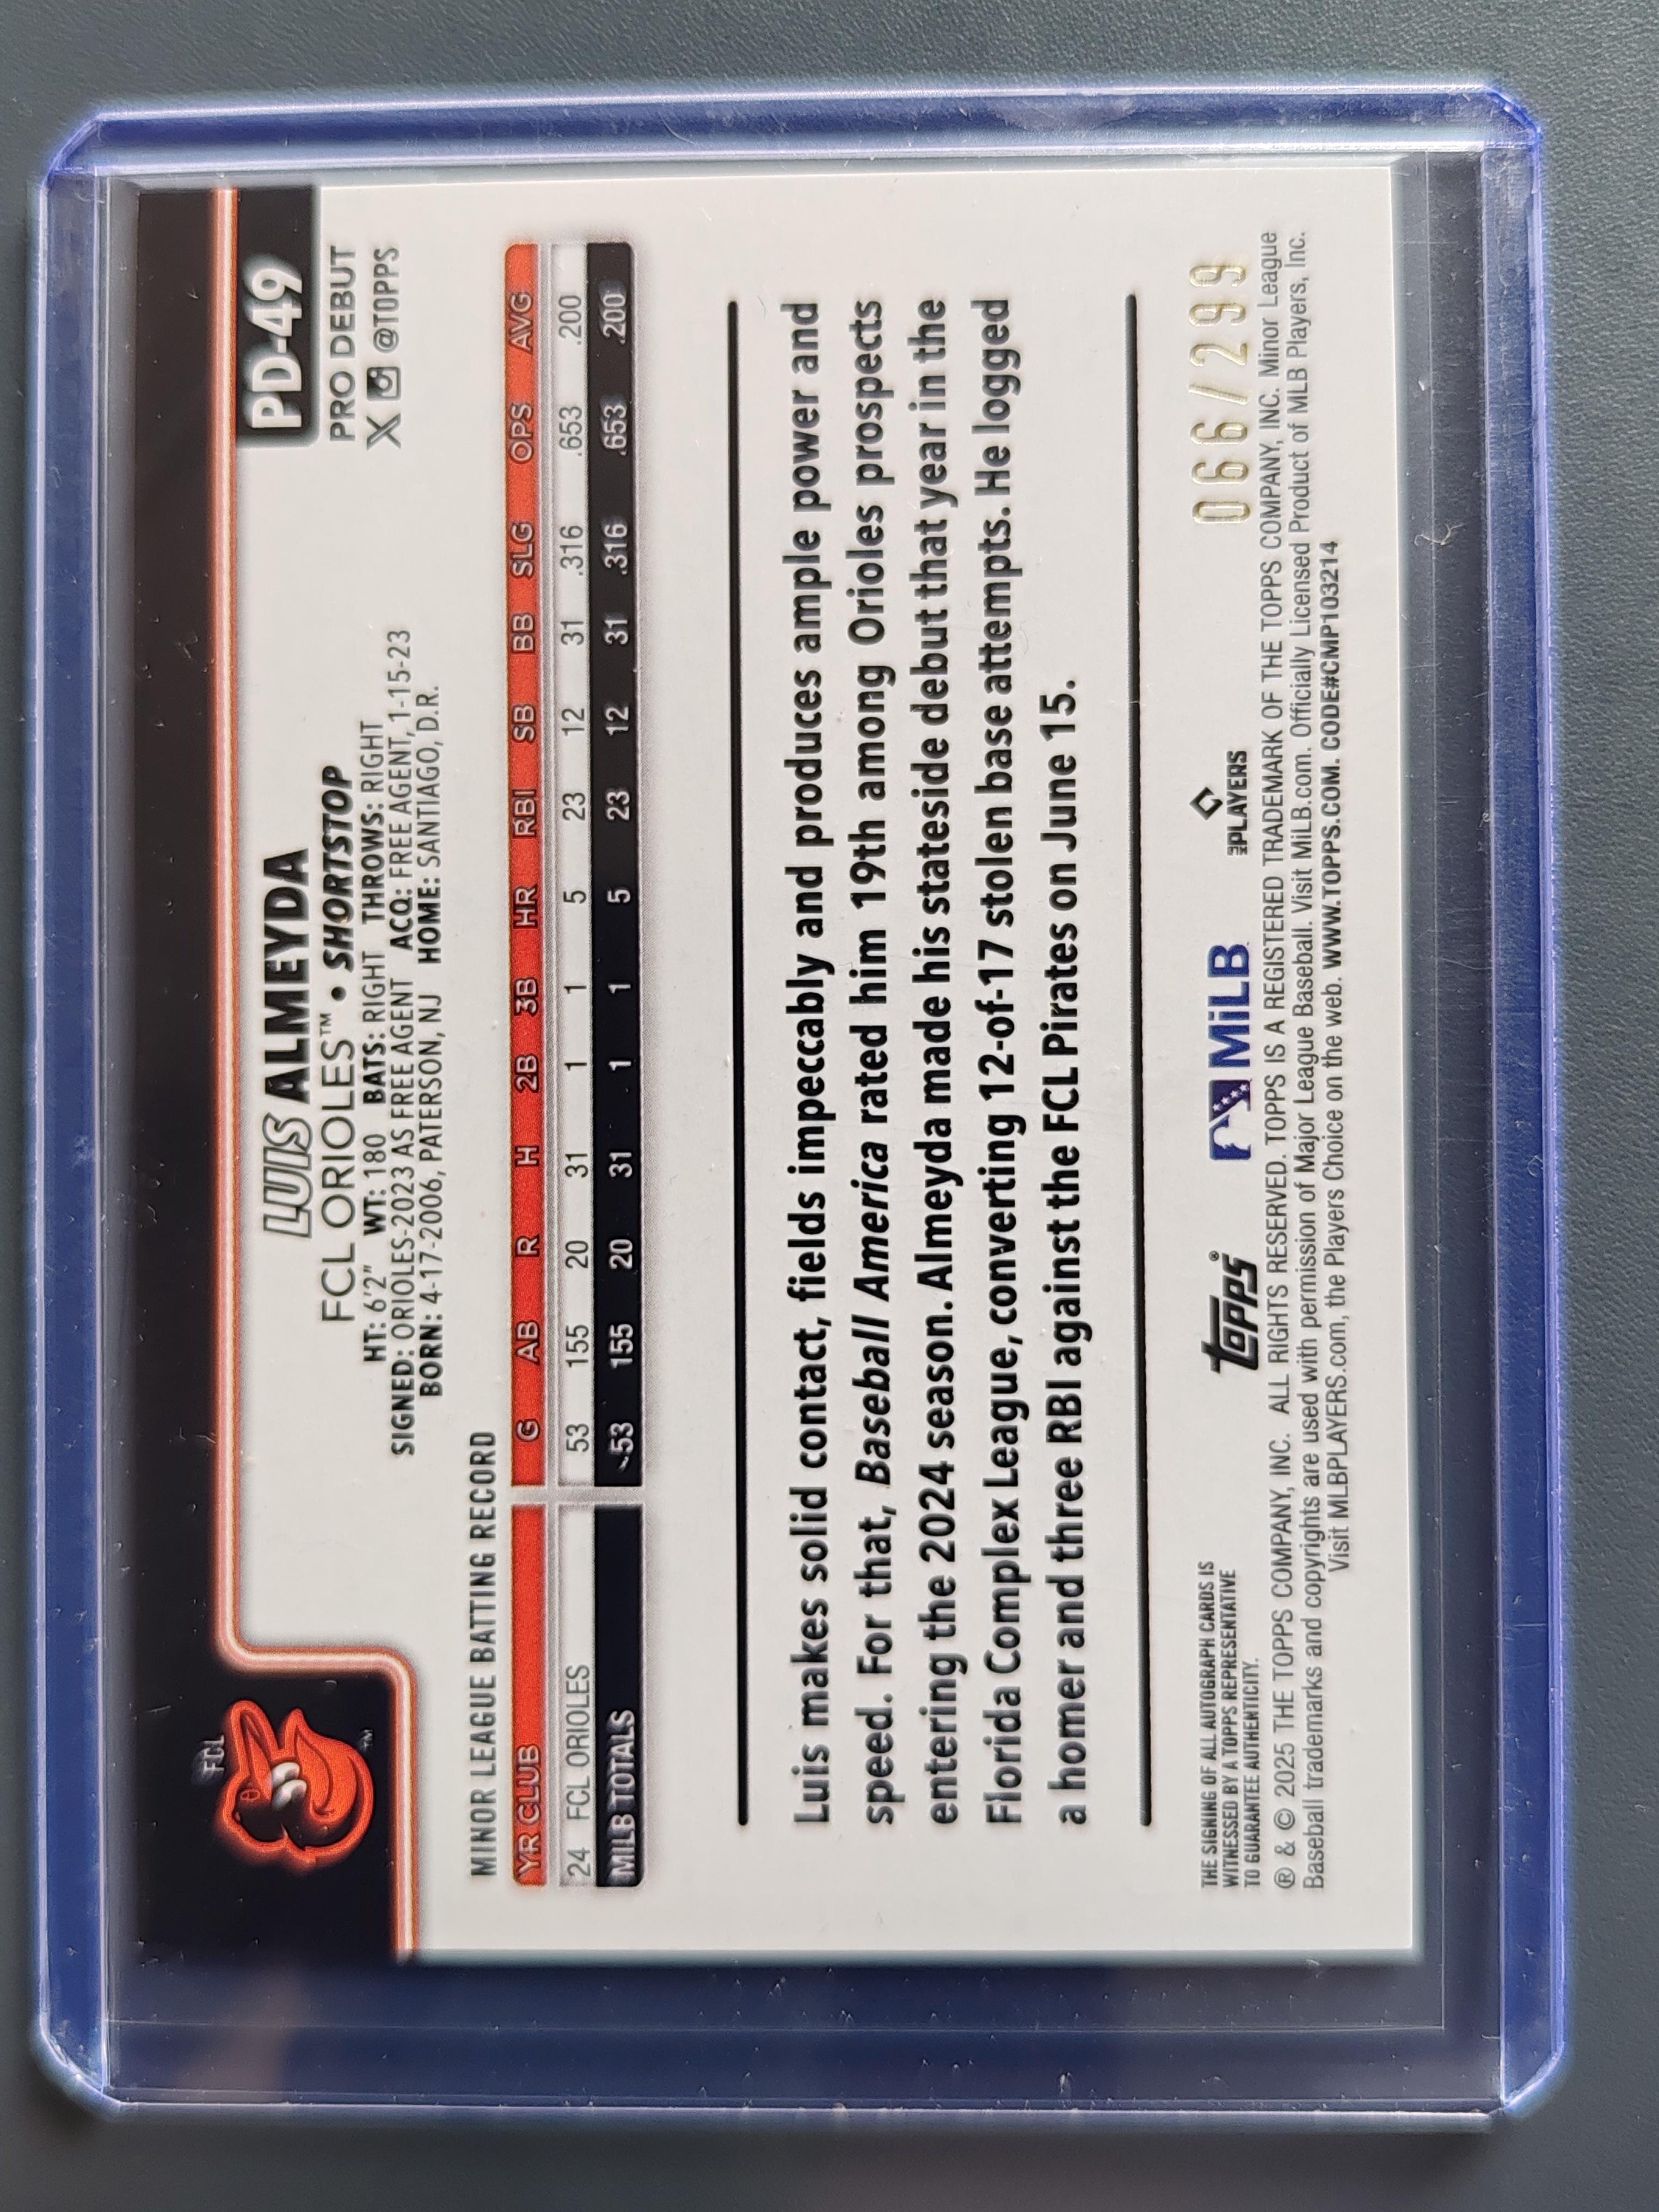 FCL
TM
PD-49
PRO DEBUT
X @TOPPS
LUIS ALMEYDA
FCL ORIOLES™ • SHORTSTOP
HT: 6'2" WT: 180 BATS: RIGHT THROWS: RIGHT
SIGNED: ORIOLES-2023 AS FREE AGENT ACQ: FREE AGENT, 1-15-23
BORN: 4-17-2006, PATERSON, NJ HOME: SANTIAGO, D.R.
MINOR LEAGUE BATTING RECORD
YR CLUB G AB R H 2B 3B HR RBI SB BB SLG OPS AVG
24 FCL ORIOLES 53 155 20 31 1 1 5 23 12 31 .316 .653 .200
MILB TOTALS 53 155 20 31 1 1 5 23 12 31 .316 .653 .200
Luis makes solid contact, fields impeccably and produces ample power and
speed. For that, Baseball America rated him 19th among Orioles prospects
entering the 2024 season. Almeyda made his stateside debut that year in the
Florida Complex League, converting 12-of-17 stolen base attempts. He logged
a homer and three RBI against the FCL Pirates on June 15.
THE SIGNING OF ALL AUTOGRAPH CARDS IS
WITNESSED BY A TOPPS REPRESENTATIVE
TO GUARANTEE AUTHENTICITY.
topps®
MiLB
PLAYERS
066/299
® & © 2025 THE TOPPS COMPANY, INC. ALL RIGHTS RESERVED. TOPPS IS A REGISTERED TRADEMARK OF THE TOPPS COMPANY, INC. Minor League
Baseball trademarks and copyrights are used with permission of Major League Baseball. Visit MiLB.com. Officially Licensed Product of MLB Players, Inc.
Visit MLBPLAYERS.com, the Players Choice on the web. WWW.TOPPS.COM. CODE#CMP103214